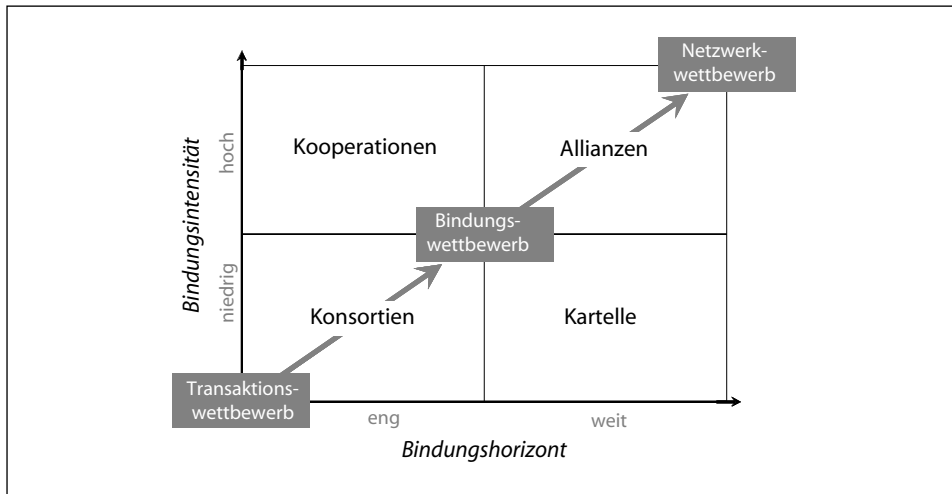 Netzwerk-
wettbewerb
Kooperationen
Allianzen
hoch
Bindungsintensität
Bindungs-
wettbewerb
niedrig
Konsortien
Kartelle
Transaktions-
wettbewerb
eng
weit
Bindungshorizont